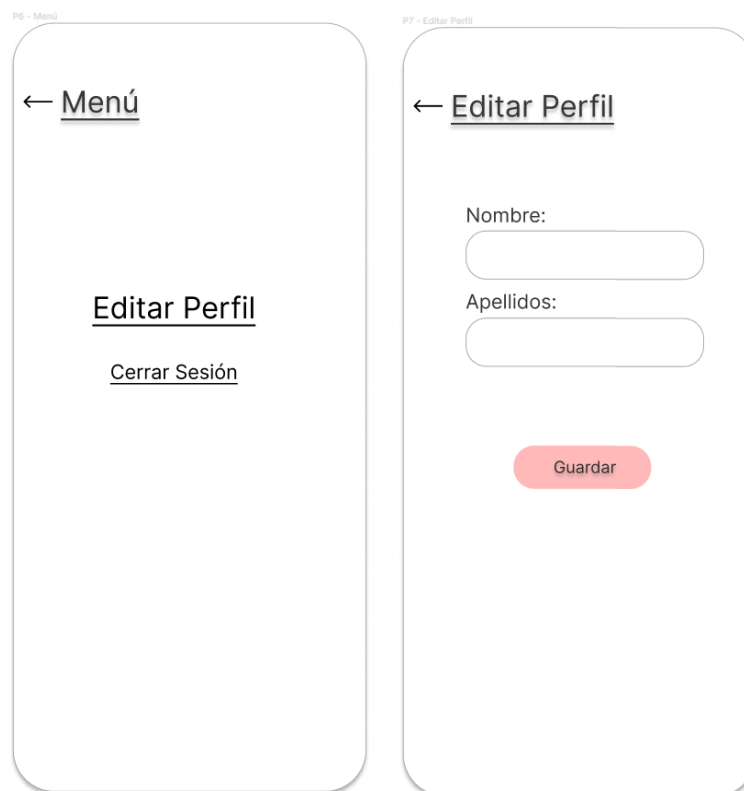 P6 - Menú
← Menú
Editar Perfil
Cerrar Sesión
P7 - Editar Perfil
← Editar Perfil
Nombre:
Apellidos:
Guardar